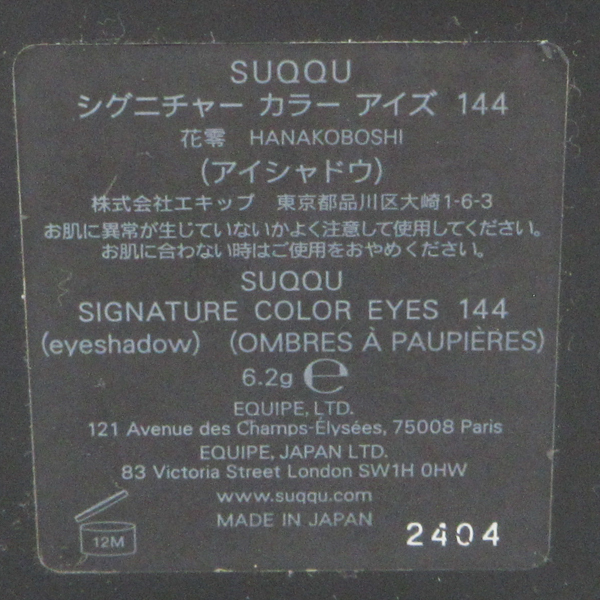 SUQQU
シグニチャー カラー アイズ 144
花零 HANAKOBOSHI
(アイシャドウ)
株式会社エキップ 東京都品川区大崎1-6-3
お肌に異常が生じていないかよく注意して使用してください。
お肌に合わない時はご使用をおやめください。
SUQQU
SIGNATURE COLOR EYES 144
(eyeshadow) (OMBRES À PAUPIÈRES)
6.2g ℮
EQUIPE, LTD.
121 Avenue des Champs-Élysées, 75008 Paris
EQUIPE, JAPAN LTD.
83 Victoria Street London SW1H 0HW
www.suqqu.com
MADE IN JAPAN
12M
2404